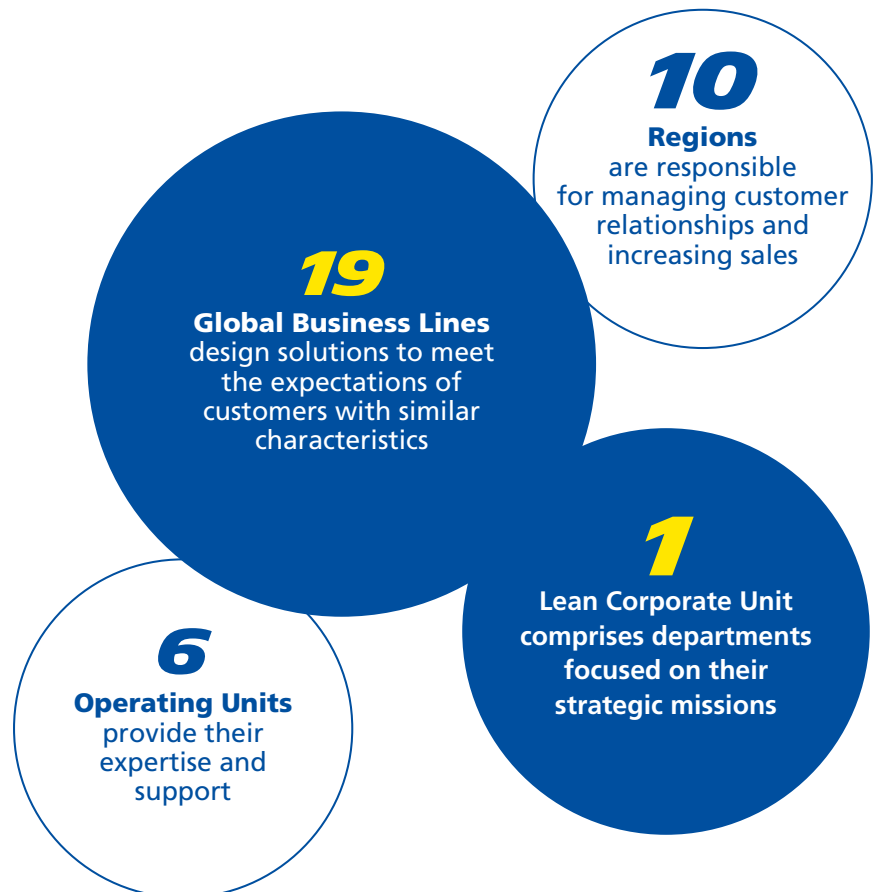 10
Regions
are responsible
for managing customer
relationships and
increasing sales
19
Global Business Lines
design solutions to meet
the expectations of
customers with similar
characteristics
1
Lean Corporate Unit
comprises departments
focused on their
strategic missions
6
Operating Units
provide their
expertise and
support